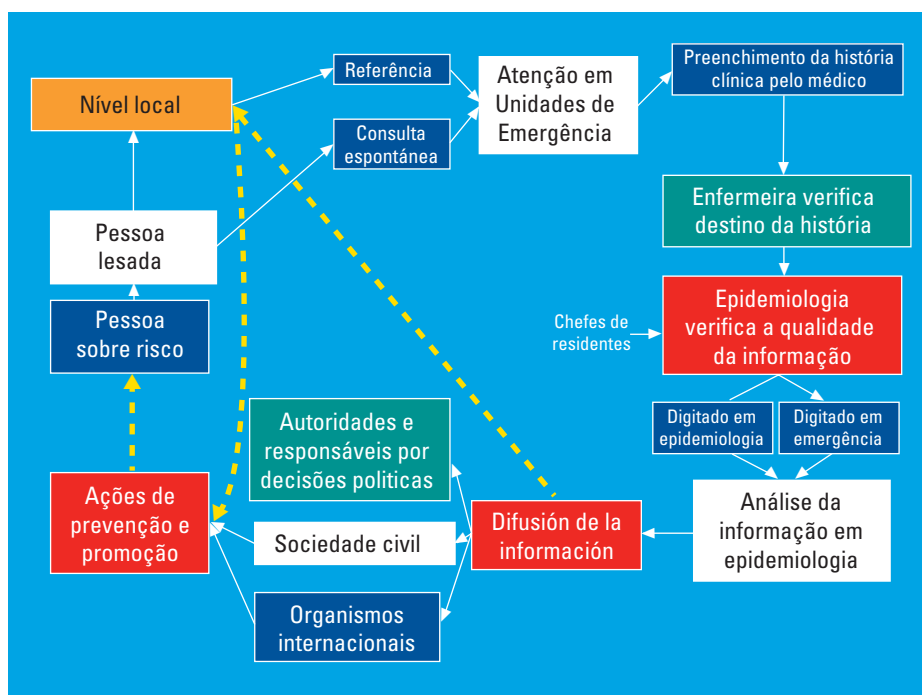 Nível local
Referência
Consulta
espontánea
Atenção em
Unidades de
Emergência
Preenchimento da história
clínica pelo médico
Enfermeira verifica
destino da história
Pessoa
lesada
Pessoa
sobre risco
Chefes de
residentes
Epidemiologia
verifica a qualidade
da informação
Digitado em
epidemiologia
Digitado em
emergência
Análise da
informação em
epidemiologia
Difusión de la
información
Autoridades e
responsáveis por
decisões politicas
Sociedade civil
Organismos
internacionais
Ações de
prevenção e
promoção